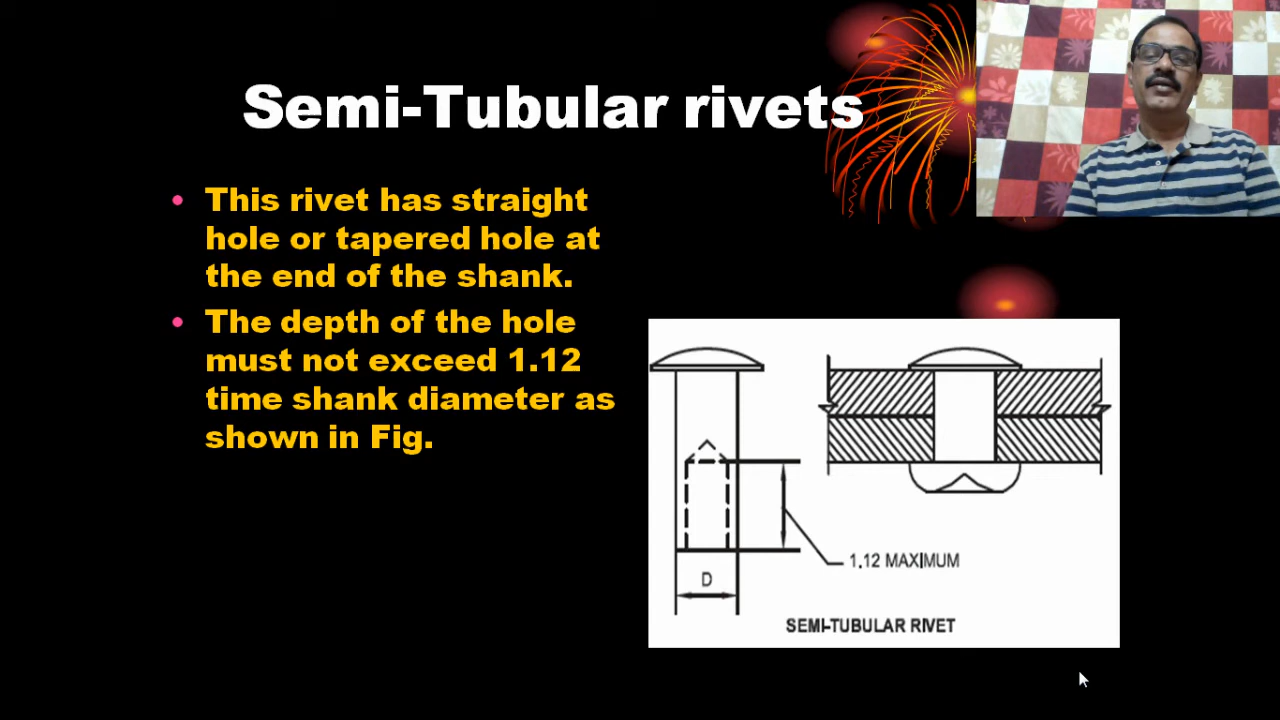 Semi-Tubular rivets
• This rivet has straight
hole or tapered hole at
the end of the shank.
• The depth of the hole
must not exceed 1.12
time shank diameter as
shown in Fig.
1.12 MAXIMUM
D
SEMI-TUBULAR RIVET